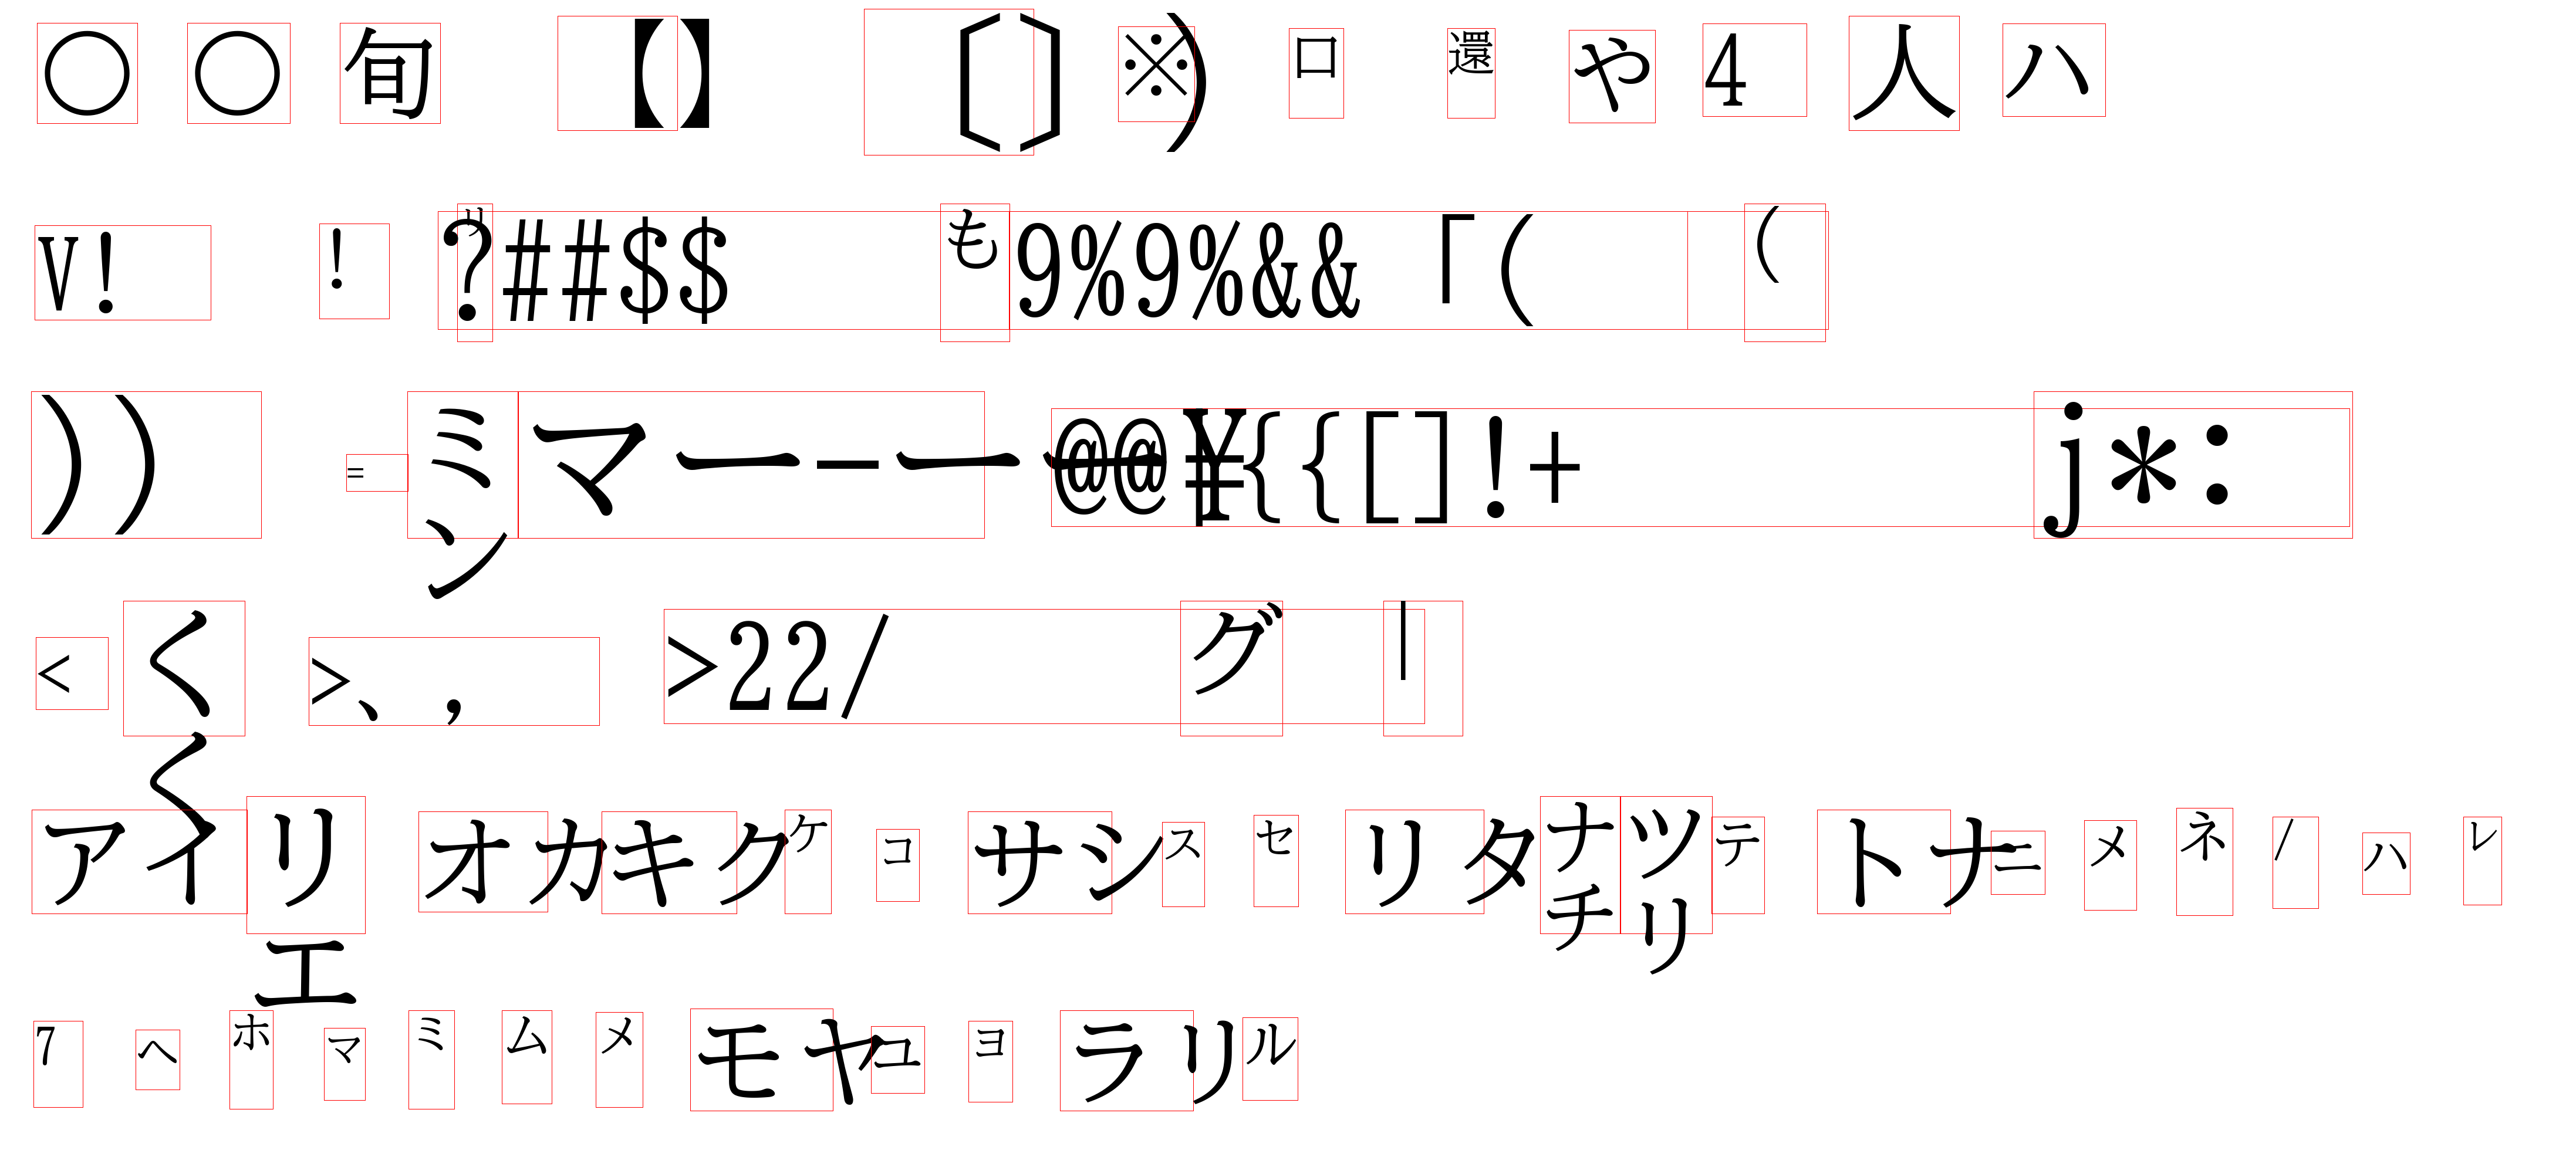 ○ ○ 旬 【】 〔〕 ※) 口 還 や 4 人 ハ
V! ! リ ?##$$ も 9%9%&& 「( (
)) = ミン マー-ーー @@¥{{[]!+ j*:
< くく >、, >22/ グ |
アイ リエ オカ キク ケ コ サシ ス セ リタ ナチ ツリ テ トナ ニ メ ネ / ハ レ
7 ヘ ホ マ ミ ム メ モヤ ユ ヨ ラリ ル